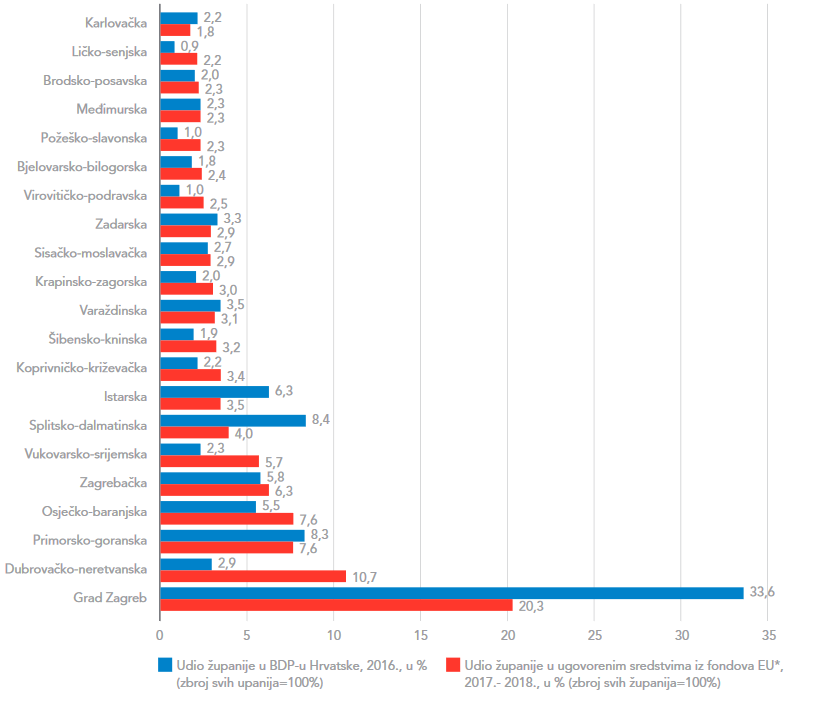 Karlovačka 2,2
1,8
Ličko-senjska 0,9
2,2
Brodsko-posavska 2,0
2,3
Međimurska 2,3
2,3
Požeško-slavonska 1,0
2,3
Bjelovarsko-bilogorska 1,8
2,4
Virovitičko-podravska 1,0
2,5
Zadarska 3,3
2,9
Sisačko-moslavačka 2,7
2,9
Krapinsko-zagorska 2,0
3,0
Varaždinska 3,5
3,1
Šibensko-kninska 1,9
3,2
Koprivničko-križevačka 2,2
3,4
Istarska 6,3
3,5
Splitsko-dalmatinska 8,4
4,0
Vukovarsko-srijemska 2,3
5,7
Zagrebačka 5,8
6,3
Osječko-baranjska 5,5
7,6
Primorsko-goranska 8,3
7,6
Dubrovačko-neretvanska 2,9
10,7
Grad Zagreb 33,6
20,3
0 5 10 15 20 25 30 35
Udio županije u BDP-u Hrvatske, 2016., u %
(zbroj svih upanija=100%)
Udio županije u ugovorenim sredstvima iz fondova EU*,
2017.- 2018., u % (zbroj svih županija=100%)